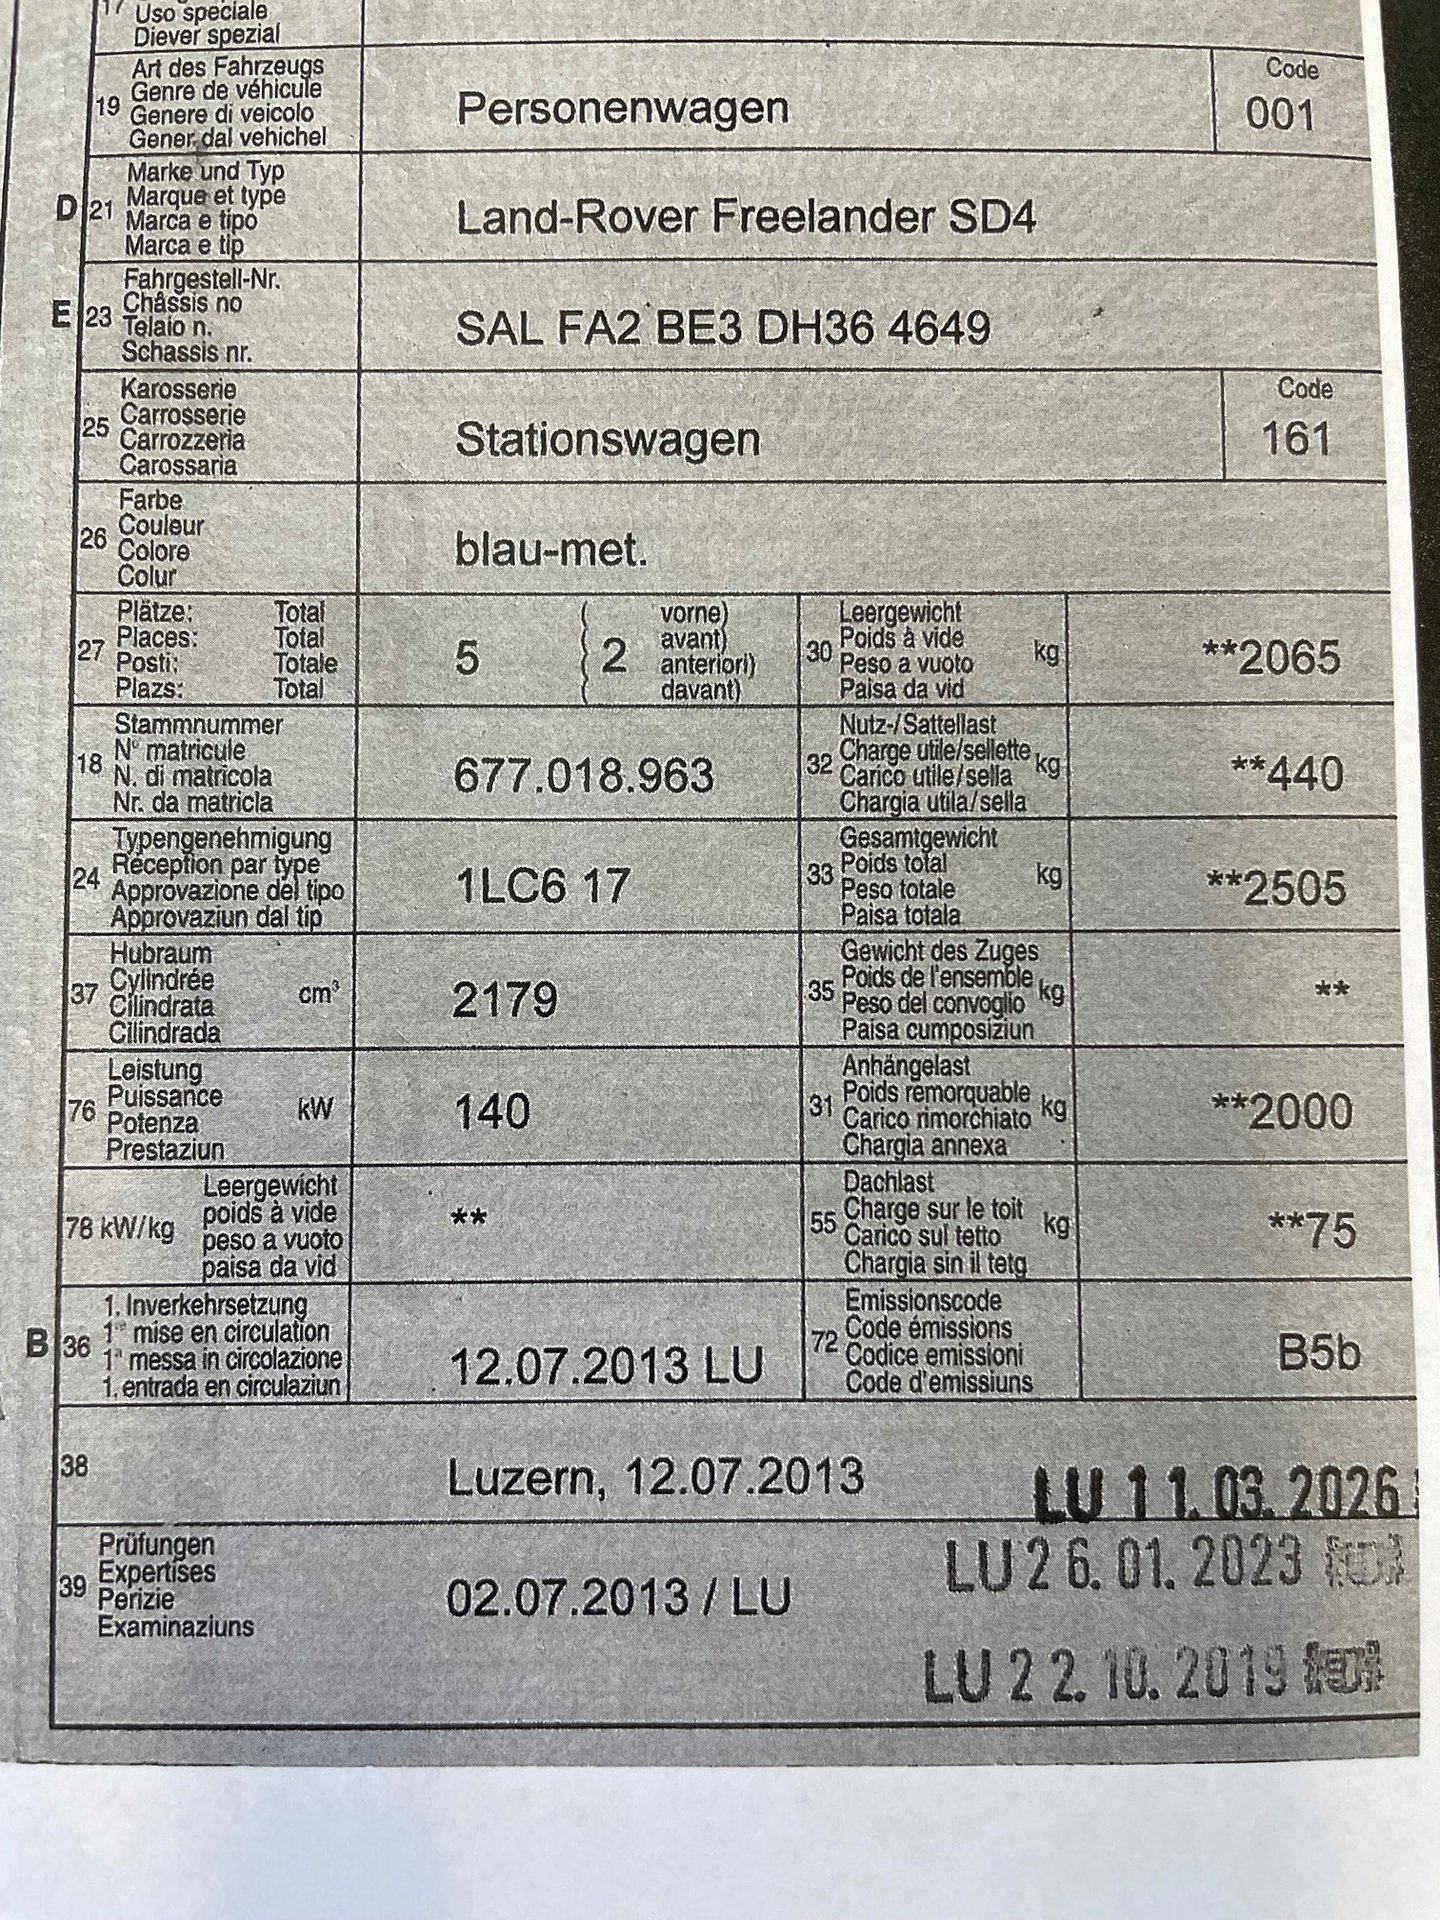 17 Uso speciale
Diever spezial
19 Art des Fahrzeugs
Genre de véhicule
Genere di veicolo
Gener dal vehichel
Personenwagen
Code
001
D 21 Marke und Typ
Marque et type
Marca e tipo
Marca e tip
Land-Rover Freelander SD4
E 23 Fahrgestell-Nr.
Châssis no
Telaio n.
Schassis nr.
SAL FA2 BE3 DH36 4649
25 Karosserie
Carrosserie
Carrozzeria
Carossaria
Stationswagen
Code
161
26 Farbe
Couleur
Colore
Colur
blau-met.
27 Plätze: Total
Places: Total
Posti: Totale
Plazs: Total
5
2
vorne)
avant)
anteriori)
davant)
30 Leergewicht
Poids à vide
Peso a vuoto
Paisa da vid
kg
**2065
18 Stammnummer
N° matricule
N. di matricola
Nr. da matricla
677.018.963
32 Nutz-/Sattellast
Charge utile/sellette
Carico utile/sella
Chargia utila/sella
kg
**440
24 Typengenehmigung
Réception par type
Approvazione del tipo
Approvaziun dal tip
1LC6 17
33 Gesamtgewicht
Poids total
Peso totale
Paisa totala
kg
**2505
37 Hubraum
Cylindrée
Cilindrata
Cilindrada
cm³
2179
35 Gewicht des Zuges
Poids de l'ensemble
Peso del convoglio
Paisa cumposiziun
kg
**
76 Leistung
Puissance
Potenza
Prestaziun
kW
140
31 Anhängelast
Poids remorquable
Carico rimorchiato
Chargia annexa
kg
**2000
78 kW/kg
Leergewicht
poids à vide
peso a vuoto
paisa da vid
**
55 Dachlast
Charge sur le toit
Carico sul tetto
Chargia sin il tetg
kg
**75
B 36 1. Inverkehrsetzung
1re mise en circulation
1a messa in circolazione
1. entrada en circulaziun
12.07.2013 LU
72 Emissionscode
Code émissions
Codice emissioni
Code d'emissiuns
B5b
38
Luzern, 12.07.2013
LU 11.03.2026
39 Prüfungen
Expertises
Perizie
Examinaziuns
02.07.2013 / LU
LU 26.01.2023
LU 22.10.2019